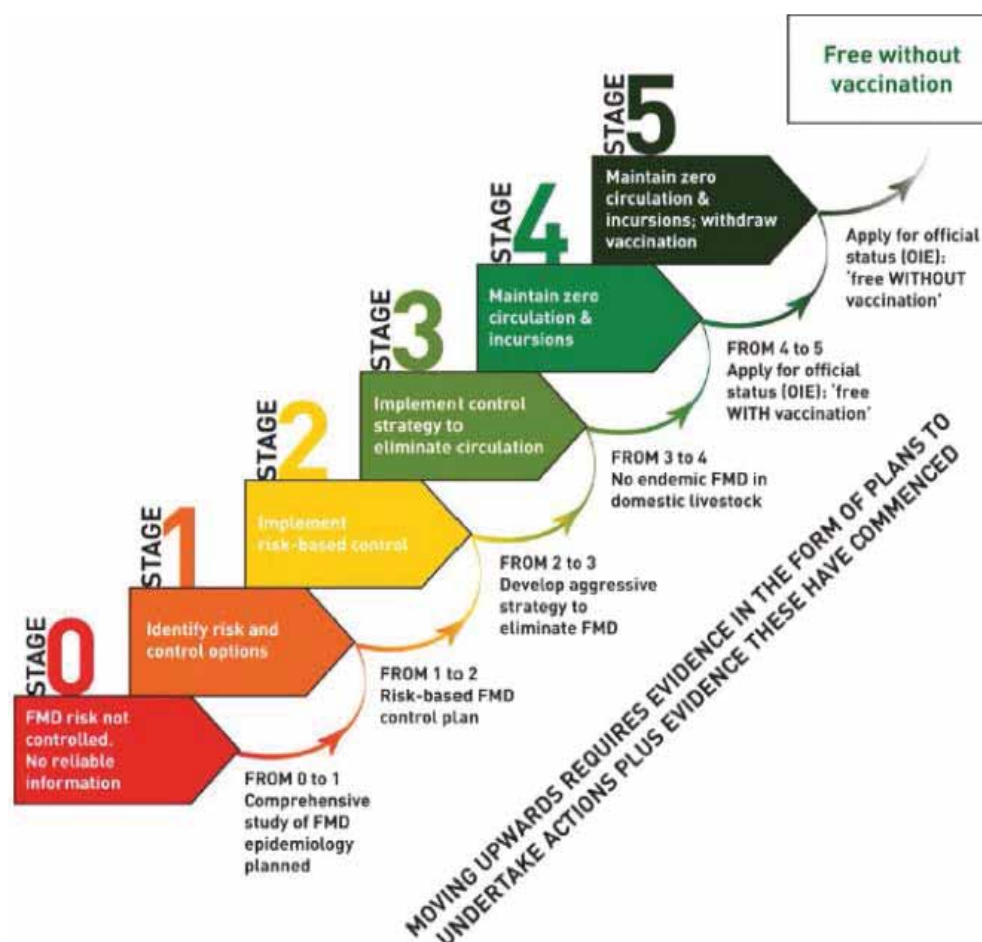 Free without
vaccination
STAGE 5
Maintain zero
circulation &
incursions; withdraw
vaccination
Apply for official
status (OIE):
'free WITHOUT
vaccination'
STAGE 4
Maintain zero
circulation &
incursions
FROM 4 to 5
Apply for official
status (OIE): 'free
WITH vaccination'
STAGE 3
Implement control
strategy to
eliminate circulation
FROM 3 to 4
No endemic FMD in
domestic livestock
STAGE 2
Implement
risk-based control
FROM 2 to 3
Develop aggressive
strategy to
eliminate FMD
STAGE 1
Identify risk and
control options
FROM 1 to 2
Risk-based FMD
control plan
STAGE 0
FMD risk not
controlled.
No reliable
information
FROM 0 to 1
Comprehensive
study of FMD
epidemiology
planned
MOVING UPWARDS REQUIRES EVIDENCE IN THE FORM OF PLANS TO
UNDERTAKE ACTIONS PLUS EVIDENCE THESE HAVE COMMENCED